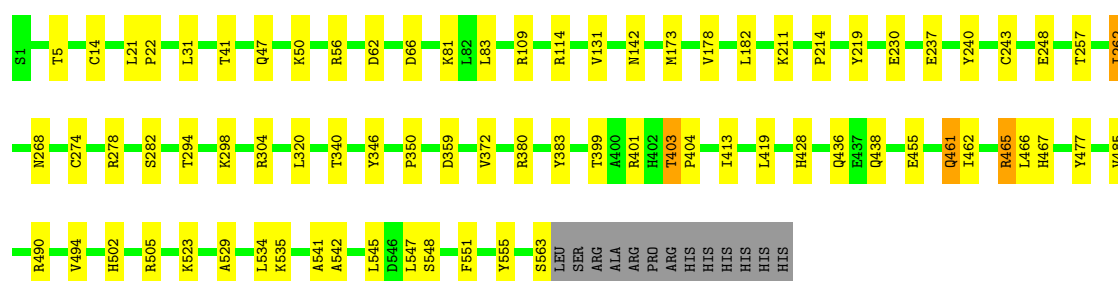 S1 T5 C14 L21 P22 L31 T41 Q47 K50 R56 D62 D66 K81 L82 L83 R109 R114 V131 N142 M173 V178 L182 K211 P214 Y219 E230 E237 Y240 C243 E248 T257
N268 C274 R278 S282 T294 K298 R304 L320 T340 Y346 P350 D359 V372 R380 Y383 T399 A400 R401 H402 T403 P404 I413 L419 H428 Q436 E437 Q438 E455 Q461 I462 R465 L466 H467 Y477 V485
R490 V494 H502 R505 K523 A529 L534 K535 A541 A542 L545 D546 L547 S548 F551 Y555 S563 LEU SER ARG ALA ARG PRO ARG HIS HIS HIS HIS HIS HIS